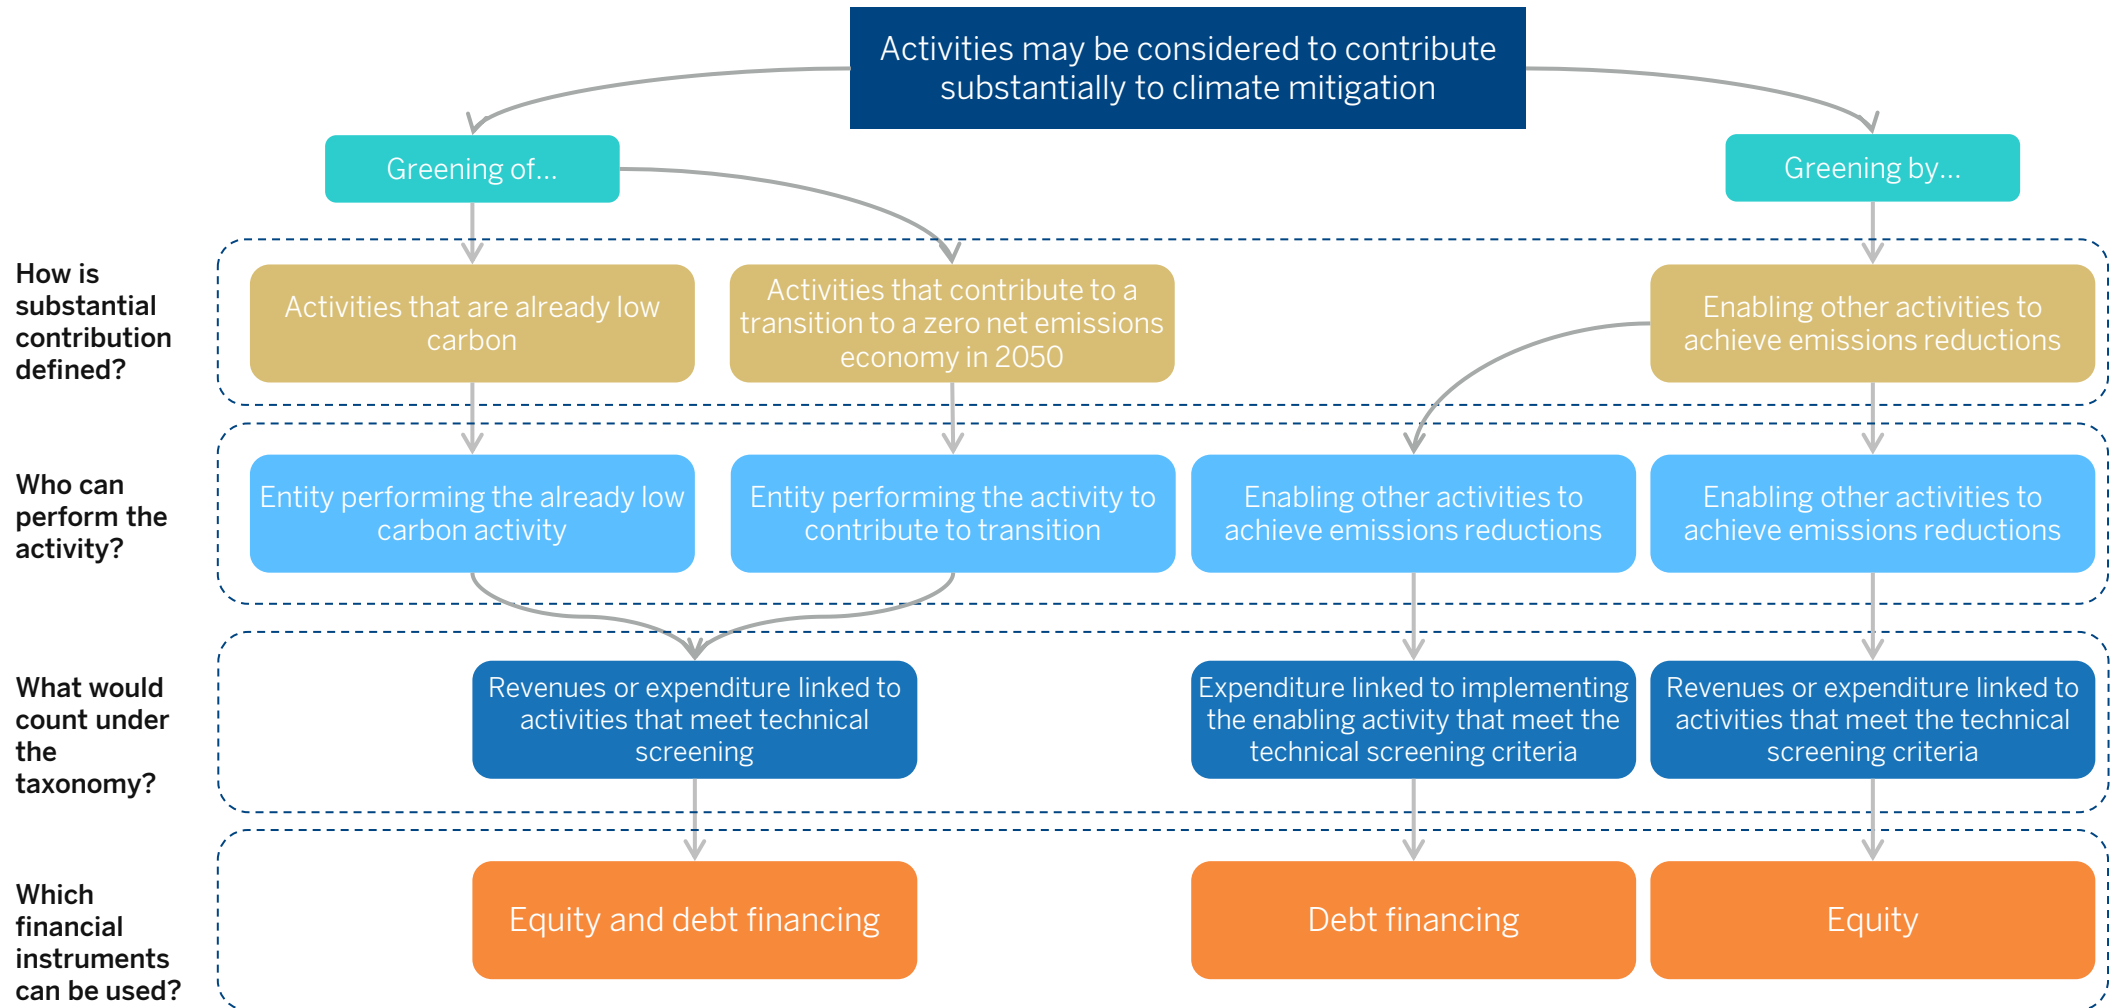 Activities may be considered to contribute
substantially to climate mitigation
Greening of...
Greening by...
How is
substantial
contribution
defined?
Activities that are already low
carbon
Activities that contribute to a
transition to a zero net emissions
economy in 2050
Enabling other activities to
achieve emissions reductions
Who can
perform the
activity?
Entity performing the already low
carbon activity
Entity performing the activity to
contribute to transition
Enabling other activities to
achieve emissions reductions
Enabling other activities to
achieve emissions reductions
What would
count under
the
taxonomy?
Revenues or expenditure linked to
activities that meet technical
screening
Expenditure linked to implementing
the enabling activity that meet the
technical screening criteria
Revenues or expenditure linked to
activities that meet the technical
screening criteria
Which
financial
instruments
can be used?
Equity and debt financing
Debt financing
Equity